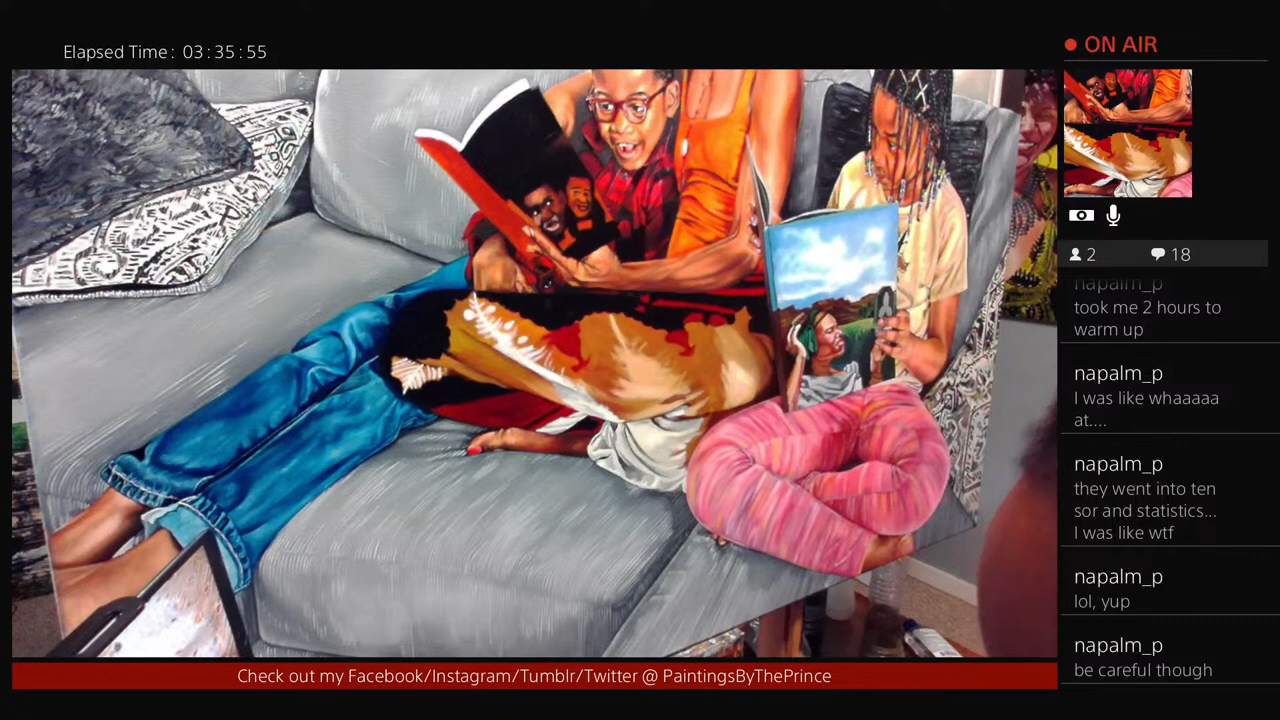 Elapsed Time: 03:35:55
ON AIR
2
18
napalm_p
took me 2 hours to
warm up
napalm_p
I was like whaaaaa
at....
napalm_p
they went into ten
sor and statistics...
I was like wtf
napalm_p
lol, yup
napalm_p
be careful though
Check out my Facebook/Instagram/Tumblr/Twitter @ PaintingsByThePrince